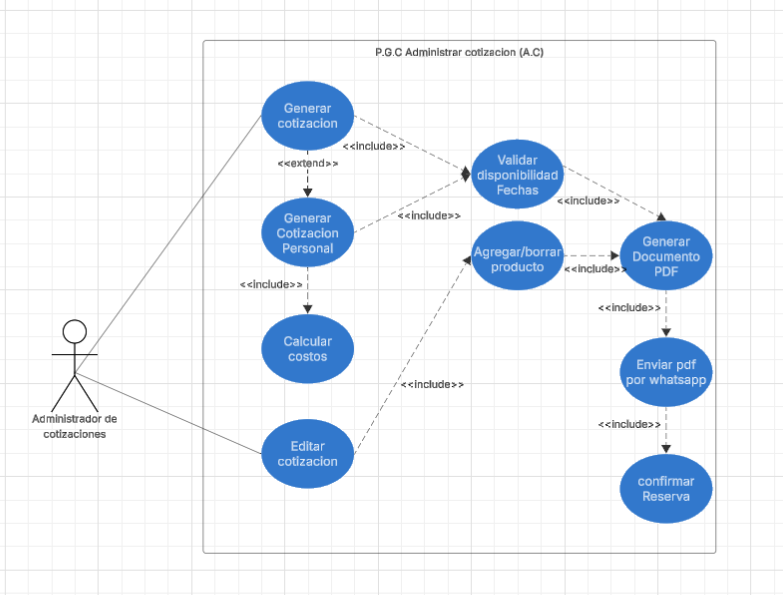 P.G.C Administrar cotizacion (A.C)
Generar
cotizacion
<<include>>
<<extend>>
Validar
disponibilidad
Fechas
<<include>>
Generar
Cotizacion
Personal
<<include>>
Agregar/borrar
producto
<<include>>
Generar
Documento
PDF
<<include>>
<<include>>
Calcular
costos
Enviar pdf
por whatsapp
<<include>>
<<include>>
Administrador de
cotizaciones
Editar
cotizacion
confirmar
Reserva